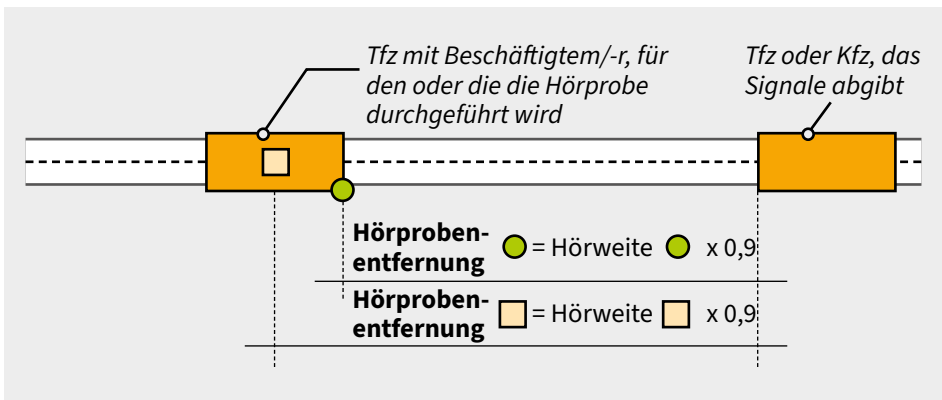 Tfz mit Beschäftigtem/-r, für
den oder die die Hörprobe
durchgeführt wird
Tfz oder Kfz, das
Signale abgibt
Hörproben-
entfernung = Hörweite x 0,9
Hörproben-
entfernung = Hörweite x 0,9